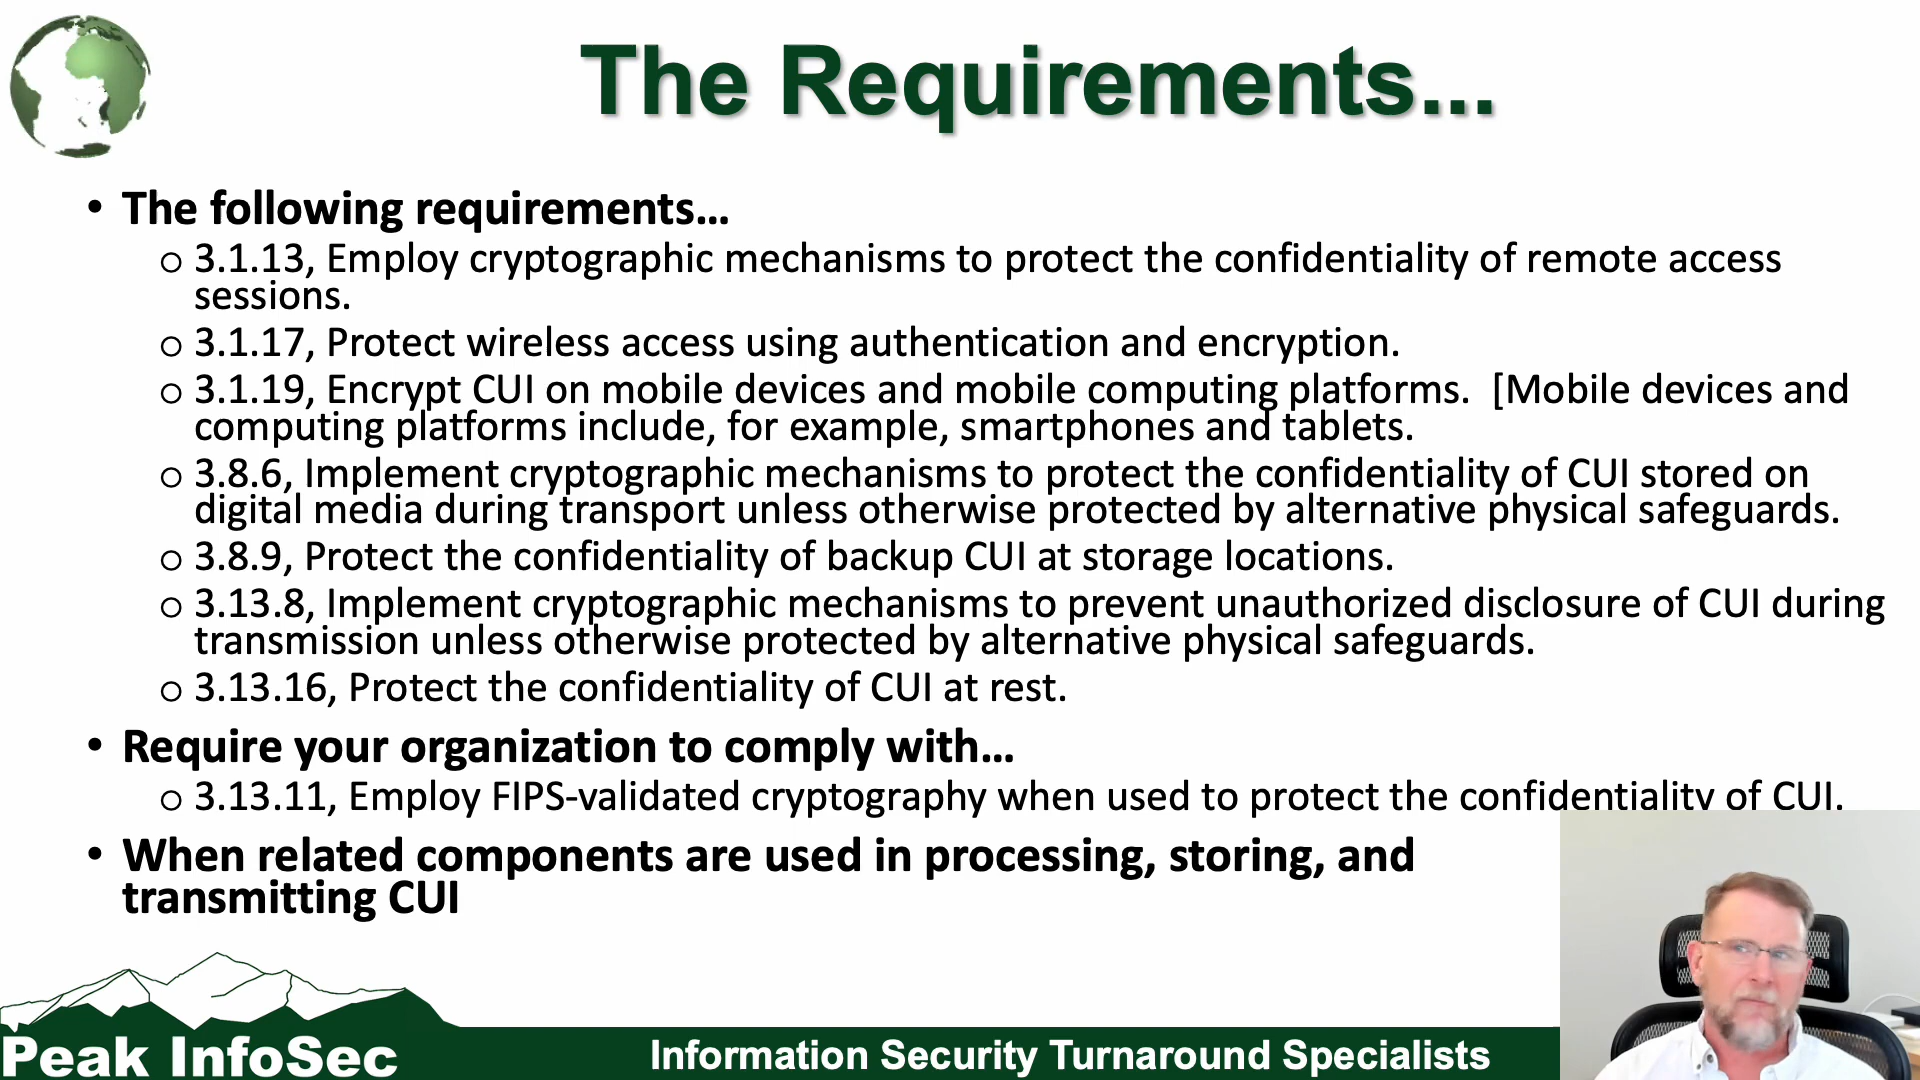 The Requirements...
• The following requirements...
o 3.1.13, Employ cryptographic mechanisms to protect the confidentiality of remote access
sessions.
o 3.1.17, Protect wireless access using authentication and encryption.
o 3.1.19, Encrypt CUI on mobile devices and mobile computing platforms.  [Mobile devices and
computing platforms include, for example, smartphones and tablets.
o 3.8.6, Implement cryptographic mechanisms to protect the confidentiality of CUI stored on
digital media during transport unless otherwise protected by alternative physical safeguards.
o 3.8.9, Protect the confidentiality of backup CUI at storage locations.
o 3.13.8, Implement cryptographic mechanisms to prevent unauthorized disclosure of CUI during
transmission unless otherwise protected by alternative physical safeguards.
o 3.13.16, Protect the confidentiality of CUI at rest.
• Require your organization to comply with...
o 3.13.11, Employ FIPS-validated cryptography when used to protect the confidentiality of CUI.
• When related components are used in processing, storing, and
transmitting CUI
Peak InfoSec
Information Security Turnaround Specialists